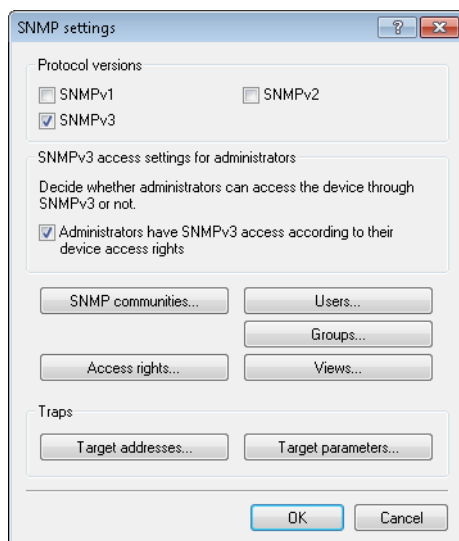 SNMP settings
Protocol versions
SNMPv1
SNMPv2
SNMPv3
SNMPv3 access settings for administrators
Decide whether administrators can access the device through
SNMPv3 or not.
Administrators have SNMPv3 access according to their
device access rights
SNMP communities...
Users...
Groups...
Access rights...
Views...
Traps
Target addresses...
Target parameters...
OK
Cancel